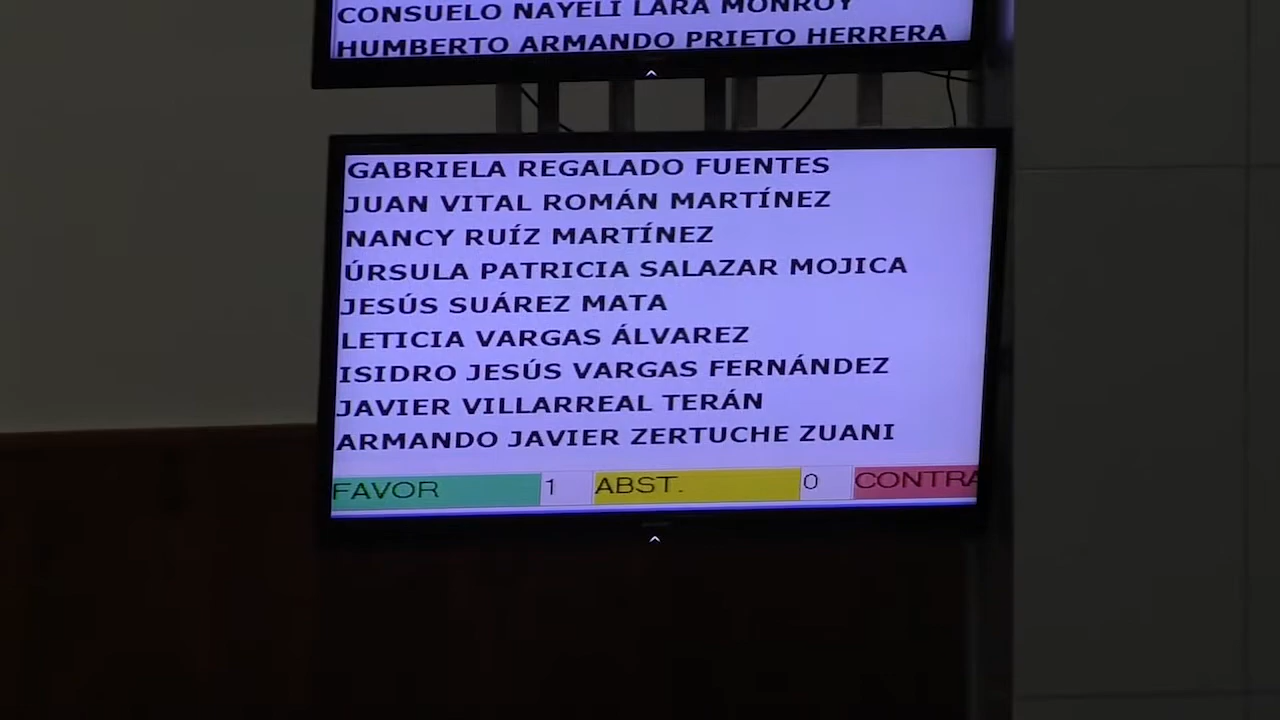 CONSUELO NAYELI LARA MONROY
HUMBERTO ARMANDO PRIETO HERRERA
GABRIELA REGALADO FUENTES
JUAN VITAL ROMÁN MARTÍNEZ
NANCY RUÍZ MARTÍNEZ
ÚRSULA PATRICIA SALAZAR MOJICA
JESÚS SUÁREZ MATA
LETICIA VARGAS ÁLVAREZ
ISIDRO JESÚS VARGAS FERNÁNDEZ
JAVIER VILLARREAL TERÁN
ARMANDO JAVIER ZERTUCHE ZUANI
FAVOR 1 ABST. 0 CONTRA